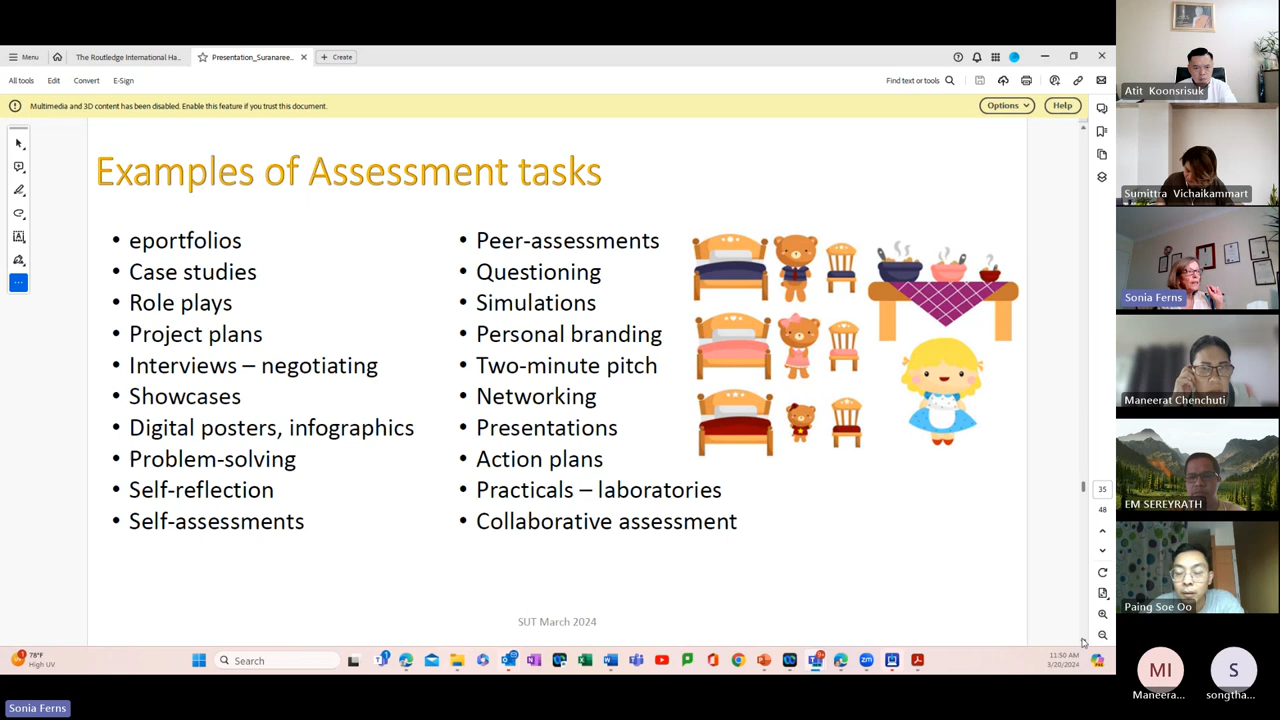 Menu
The Routledge International Ha...
Presentation_Suranaree...
Create
All tools
Edit
Convert
E-Sign
Find text or tools
Multimedia and 3D content has been disabled. Enable this feature if you trust this document.
Options
Help
Examples of Assessment tasks
• eportfolios
• Case studies
• Role plays
• Project plans
• Interviews – negotiating
• Showcases
• Digital posters, infographics
• Problem-solving
• Self-reflection
• Self-assessments
• Peer-assessments
• Questioning
• Simulations
• Personal branding
• Two-minute pitch
• Networking
• Presentations
• Action plans
• Practicals – laboratories
• Collaborative assessment
SUT March 2024
35
48
78°F
High UV
Search
11:50 AM
3/20/2024
Atit Koonsrisuk
Sumittra Vichaikammart
Sonia Ferns
Maneerat Chenchuti
EM SEREYRATH
Paing Soe Oo
MI
Maneera...
S
songtha...
Sonia Ferns